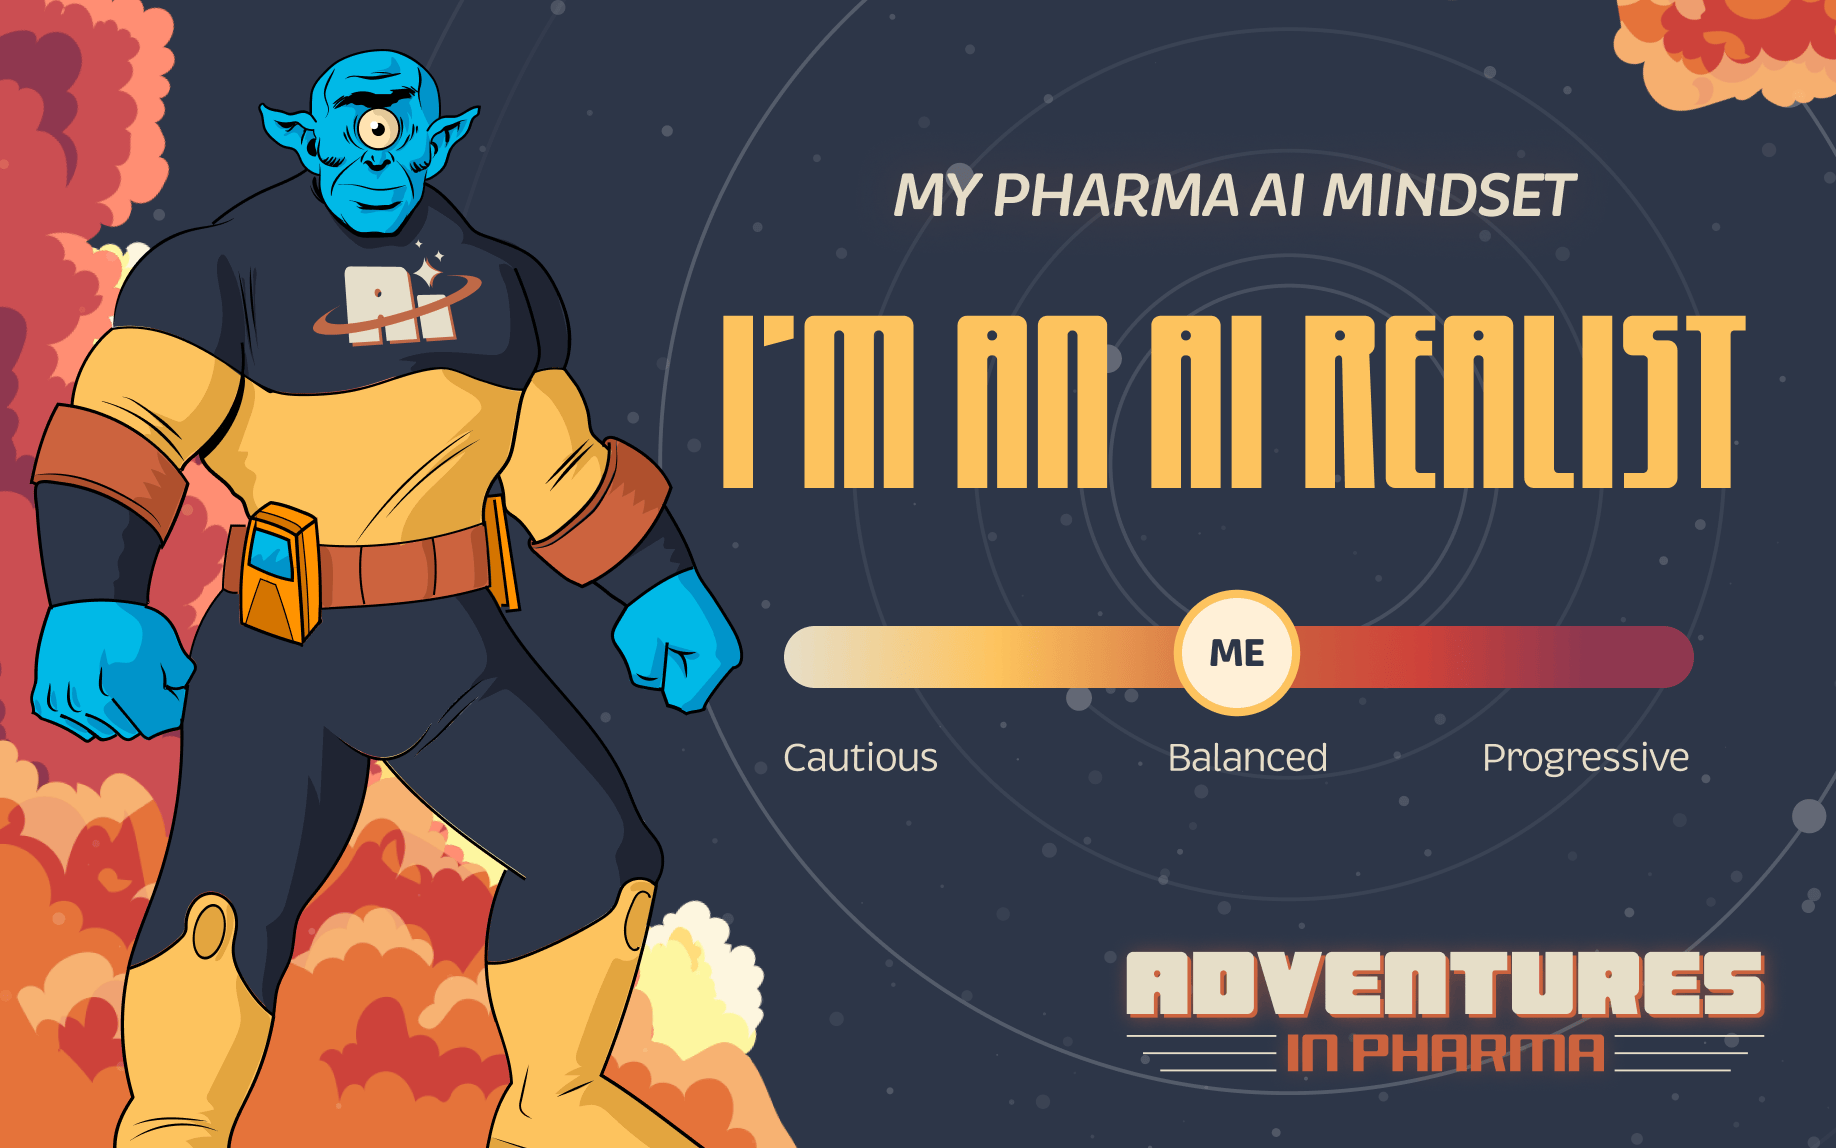 MY PHARMA AI MINDSET
I'M AN AI REALIST
ME
Cautious Balanced Progressive
AI
ADVENTURES
IN PHARMA